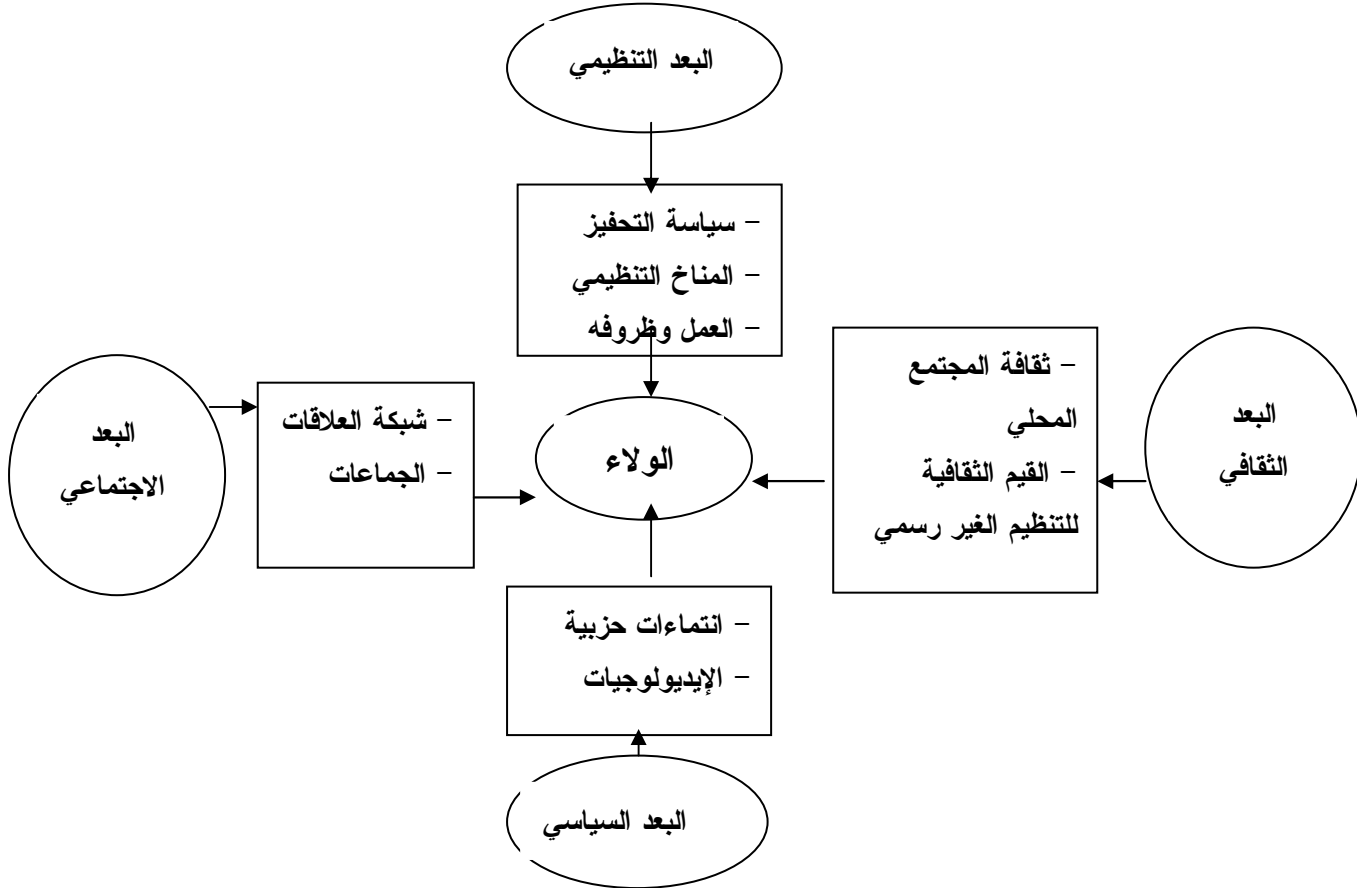 البعد التنظيمي
– سياسة التحفيز
– المناخ التنظيمي
– العمل وظروفه
– ثقافة المجتمع
المحلي
– القيم الثقافية
للتنظيم الغير رسمي
البعد
الثقافي
الولاء
– شبكة العلاقات
– الجماعات
البعد
الاجتماعي
– انتماءات حزبية
– الإيديولوجيات
البعد السياسي